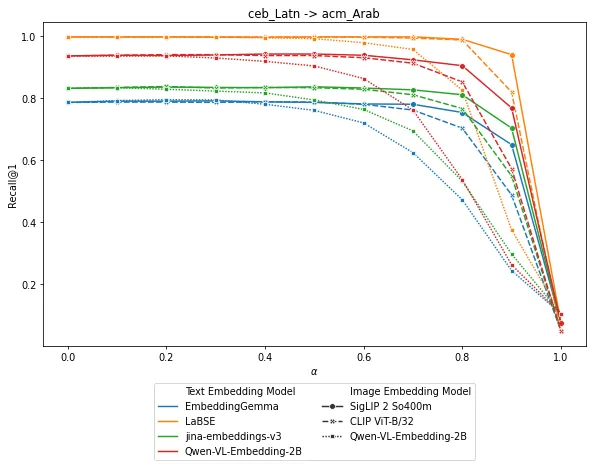 ceb_Latn -> acm_Arab
Recall@1
1.0
0.8
0.6
0.4
0.2
0.0 0.2 0.4 0.6 0.8 1.0
α
Text Embedding Model Image Embedding Model
EmbeddingGemma SigLIP 2 So400m
LaBSE CLIP ViT-B/32
jina-embeddings-v3 Qwen-VL-Embedding-2B
Qwen-VL-Embedding-2B